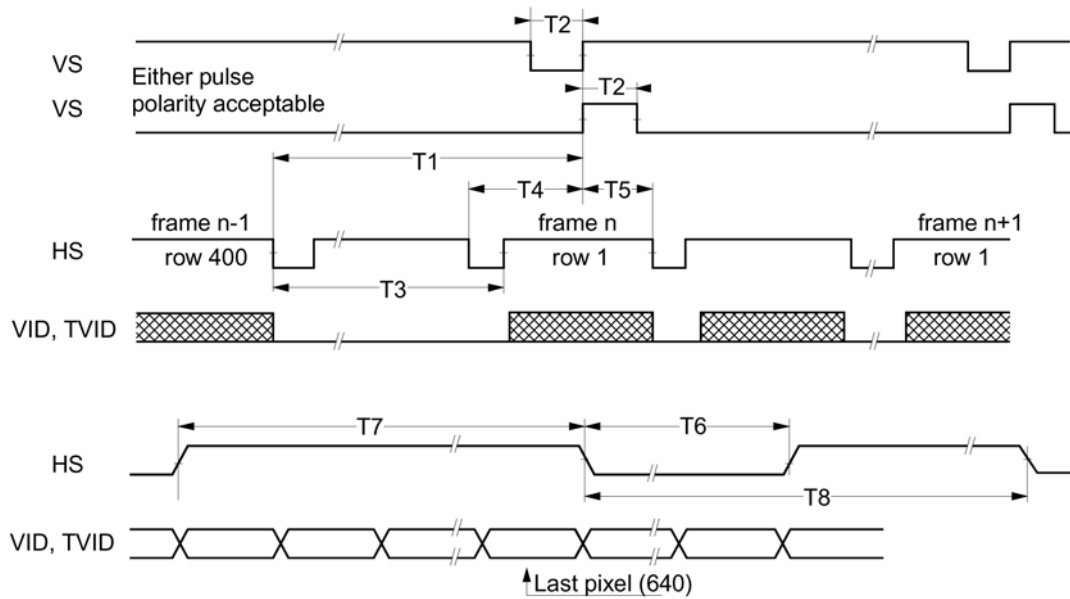 T2
VS
Either pulse
polarity acceptable
T2
VS
T1
T4
T5
frame n-1
frame n
frame n+1
HS
row 400
row 1
row 1
T3
VID, TVID
T7
T6
HS
T8
VID, TVID
Last pixel (640)